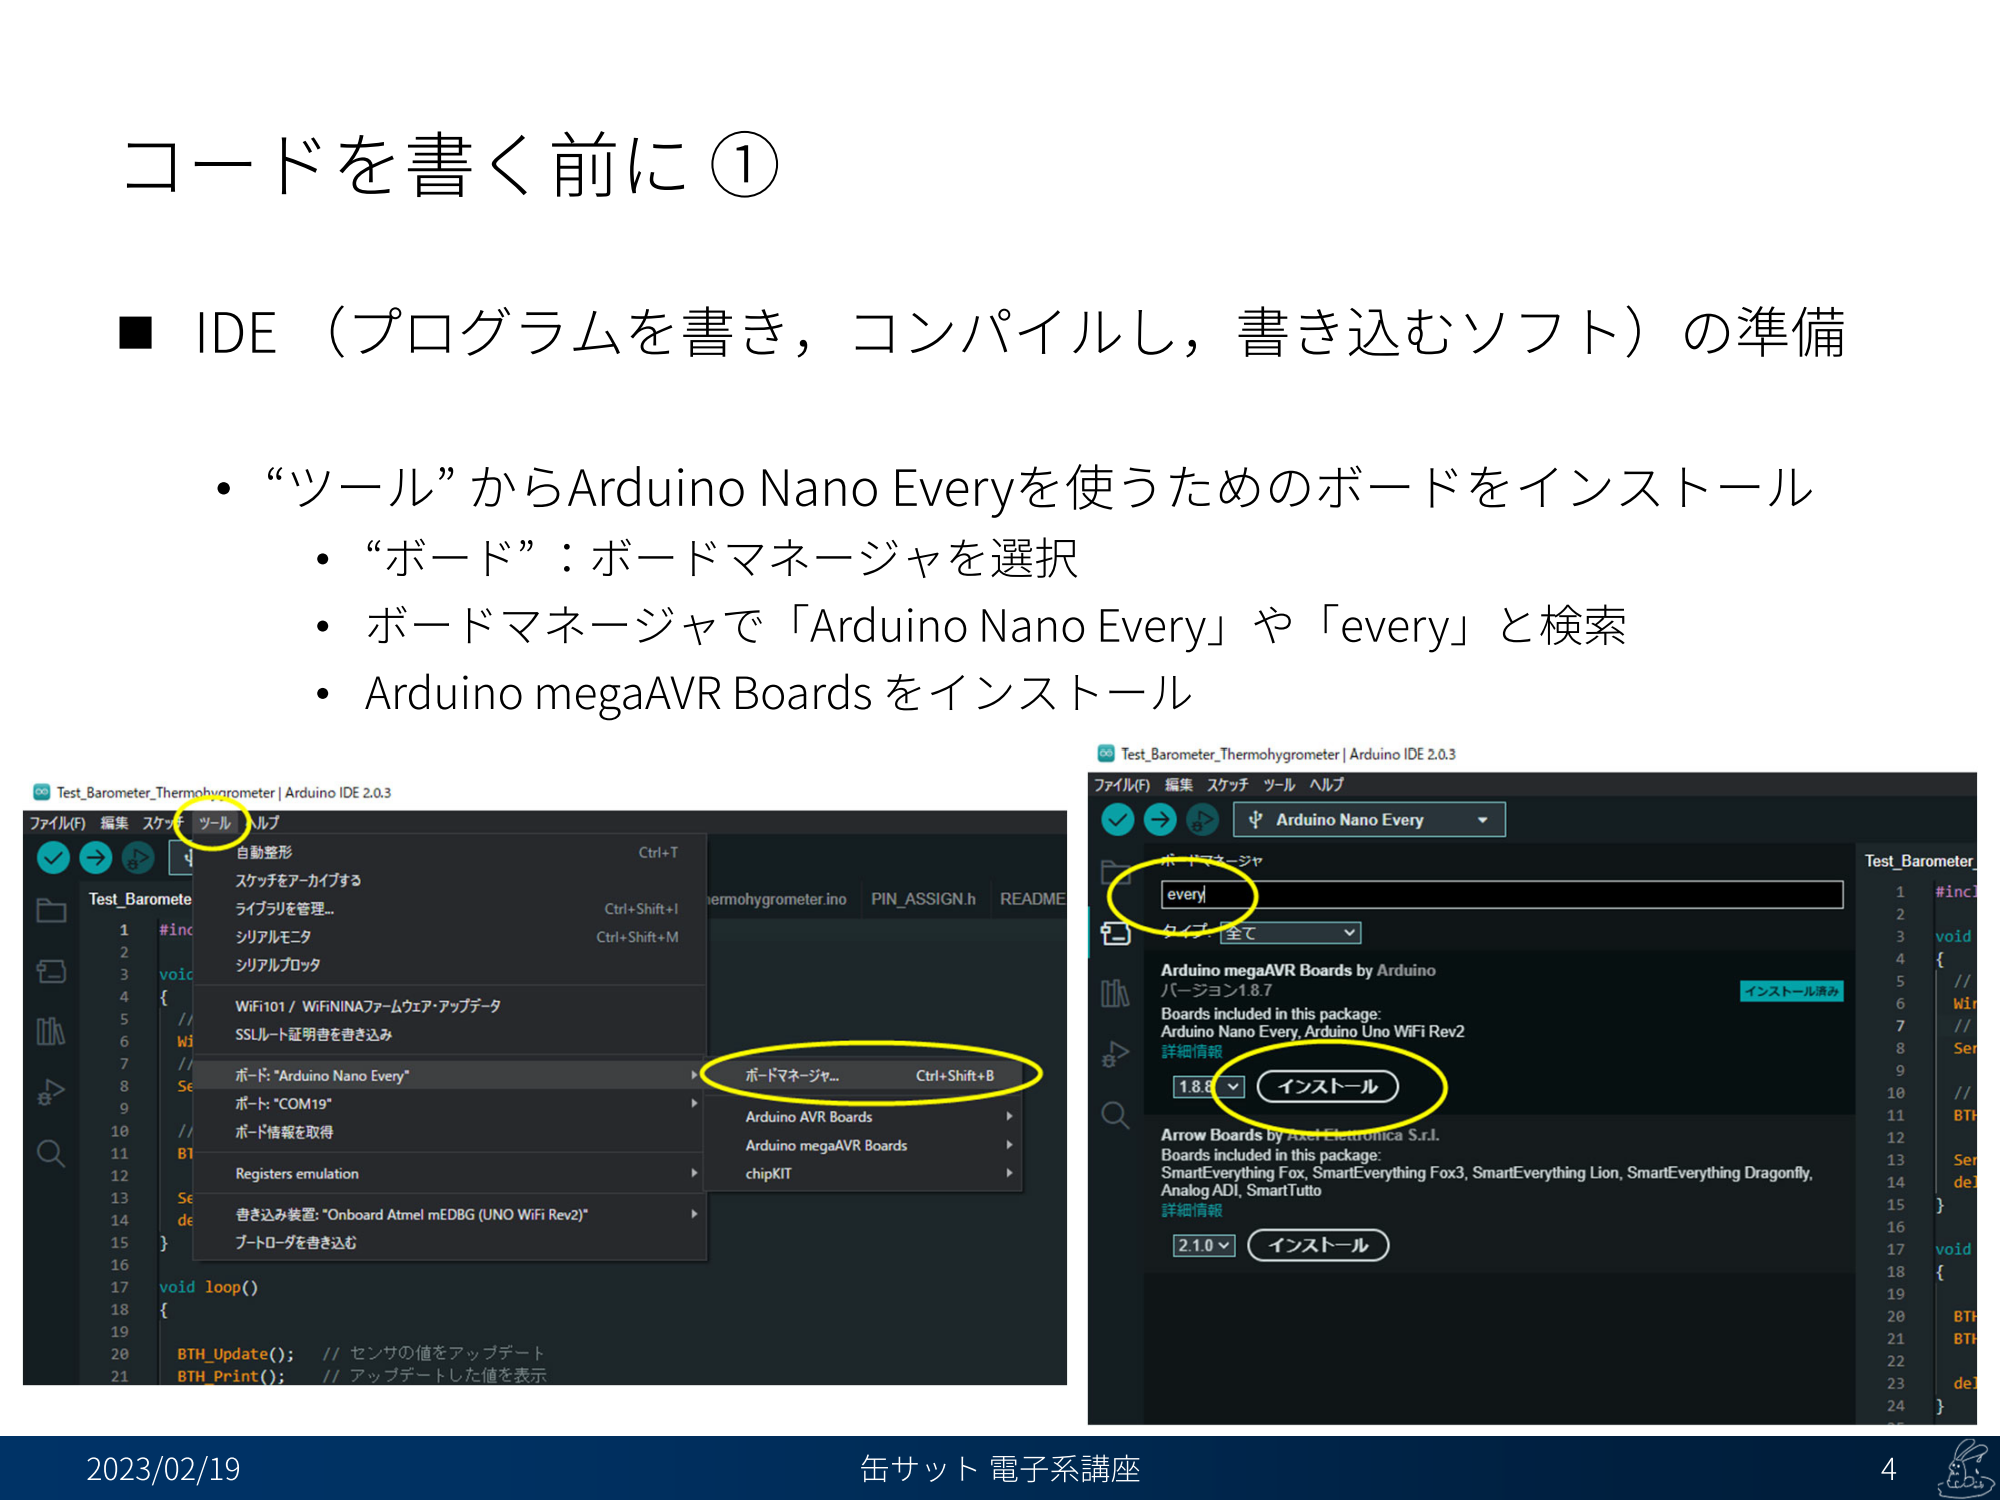 コードを書く前に ①
■ IDE （プログラムを書き，コンパイルし，書き込むソフト）の準備
• “ツール” からArduino Nano Everyを使うためのボードをインストール
• “ボード” ：ボードマネージャを選択
• ボードマネージャで「Arduino Nano Every」や「every」と検索
• Arduino megaAVR Boards をインストール
Test_Barometer_Thermohygrometer | Arduino IDE 2.0.3
ファイル(F) 編集 スケッチ ツール ヘルプ
自動整形 Ctrl+T
スケッチをアーカイブする
ライブラリを管理... Ctrl+Shift+I
シリアルモニタ Ctrl+Shift+M
シリアルプロッタ
WiFi101 / WiFiNINAファームウェア・アップデータ
SSLルート証明書を書き込み
ボード: "Arduino Nano Every"
ポート: "COM19"
ボード情報を取得
Registers emulation
書き込み装置: "Onboard Atmel mEDBG (UNO WiFi Rev2)"
ブートローダを書き込む
ボードマネージャ... Ctrl+Shift+B
Arduino AVR Boards
Arduino megaAVR Boards
chipKIT
Test_Baromete ermohygrometer.ino PIN_ASSIGN.h README
1 #inc
2
3 void
4 {
5 //
6 Wi
7 //
8 Se
9
10 //
11 BT
12
13 Se
14 de
15 }
16
17 void loop()
18 {
19
20 BTH_Update(); // センサの値をアップデート
21 BTH_Print(); // アップデートした値を表示
Test_Barometer_Thermohygrometer | Arduino IDE 2.0.3
ファイル(F) 編集 スケッチ ツール ヘルプ
Arduino Nano Every
ボードマネージャ
every
タイプ: 全て
Arduino megaAVR Boards by Arduino
バージョン1.8.7
インストール済み
Boards included in this package:
Arduino Nano Every, Arduino Uno WiFi Rev2
詳細情報
1.8.8 インストール
Arrow Boards by Axel Elettronica S.r.l.
Boards included in this package:
SmartEverything Fox, SmartEverything Fox3, SmartEverything Lion, SmartEverything Dragonfly,
Analog ADI, SmartTutto
詳細情報
2.1.0 インストール
Test_Barometer_
1 #incl
2
3 void
4 {
5 //
6 Wir
7 //
8 Ser
9
10 //
11 BTH
12
13 Ser
14 del
15 }
16
17 void
18 {
19
20 BTH
21 BTH
22
23 del
24 }
2023/02/19
缶サット 電子系講座
4